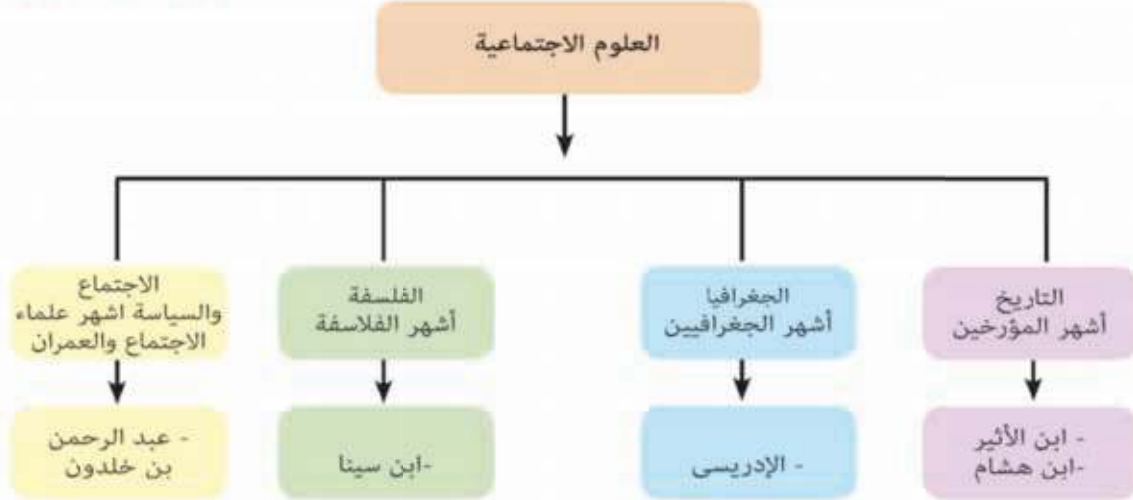 العلوم الاجتماعية
التاريخ
أشهر المؤرخين
الجغرافيا
أشهر الجغرافيين
الفلسفة
أشهر الفلاسفة
الاجتماع
والسياسة اشهر علماء
الاجتماع والعمران
- ابن الأثير
-ابن هشام
- الإدريسى
-ابن سينا
- عبد الرحمن
بن خلدون